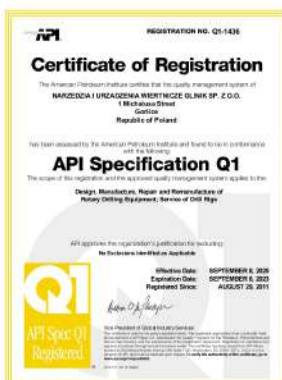 API
REGISTRATION NO. Q1-1436
Certificate of Registration
The American Petroleum Institute certifies that the quality management system of
NARZEDZIA I URZADZENIA WIERTNICZE GLINIK SP. Z O.O.
1 Michalusa Street
Gorlice
Republic of Poland
has been assessed by the American Petroleum Institute and found to be in conformance
with the following:
API Specification Q1
The scope of this registration and the approved quality management system applies to the:
Design, Manufacture, Repair and Remanufacture of
Rotary Drilling Equipment; Service of Drill Rigs
API approves the organization's justification for excluding:
No Exclusions Identified as Applicable
Effective Date: SEPTEMBER 8, 2020
Expiration Date: SEPTEMBER 8, 2023
Registered Since: AUGUST 29, 2011
Q1
API Spec Q1
Registered
Vice President of Global Industry Services